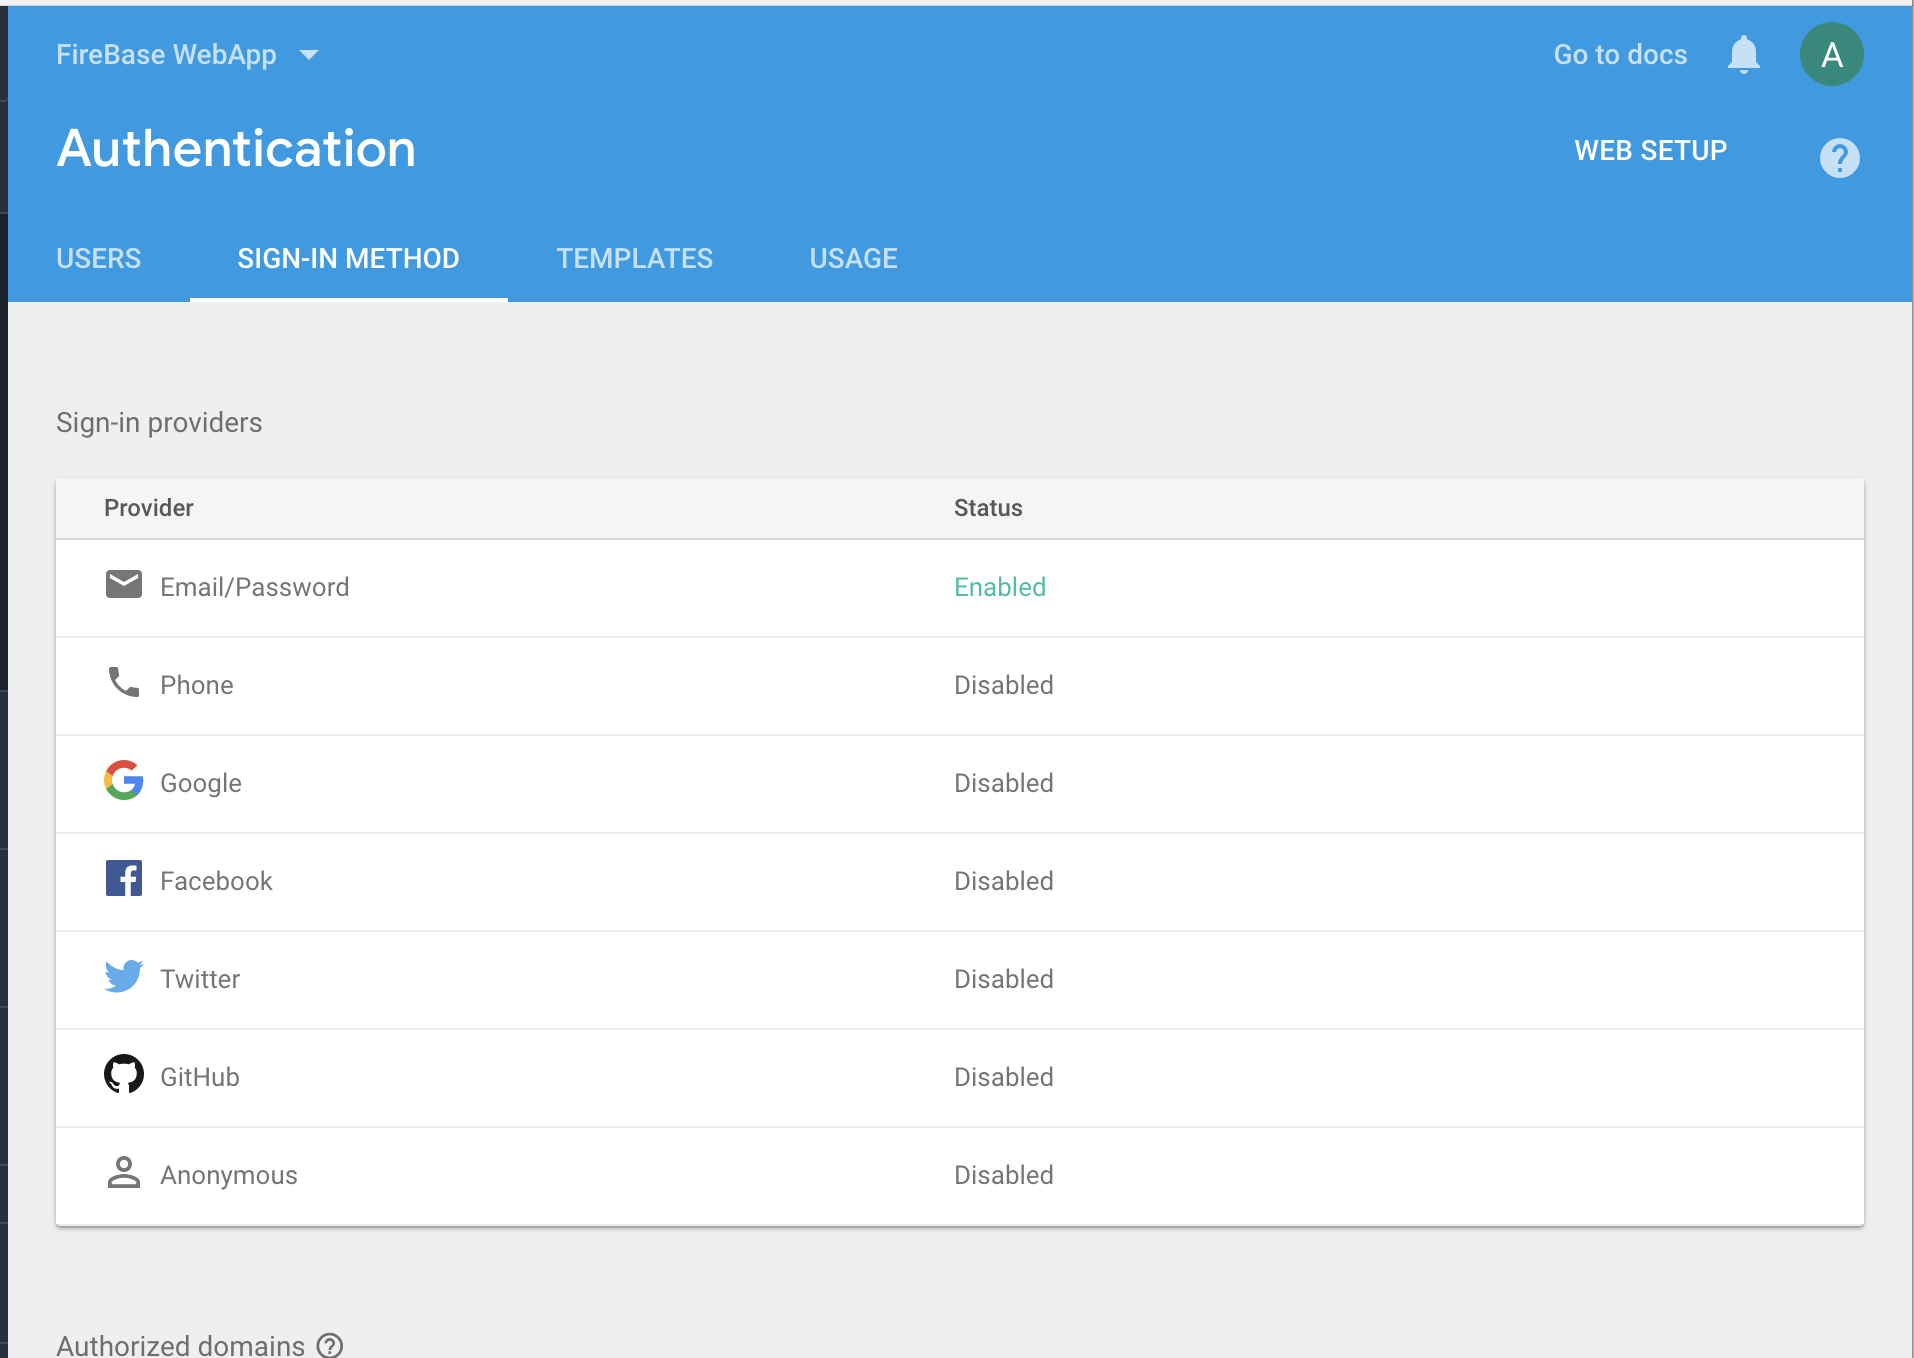 FireBase WebApp
Go to docs
A
Authentication
WEB SETUP
?
USERS SIGN-IN METHOD TEMPLATES USAGE
Sign-in providers
Provider Status
Email/Password Enabled
Phone Disabled
Google Disabled
Facebook Disabled
Twitter Disabled
GitHub Disabled
Anonymous Disabled
Authorized domains ?